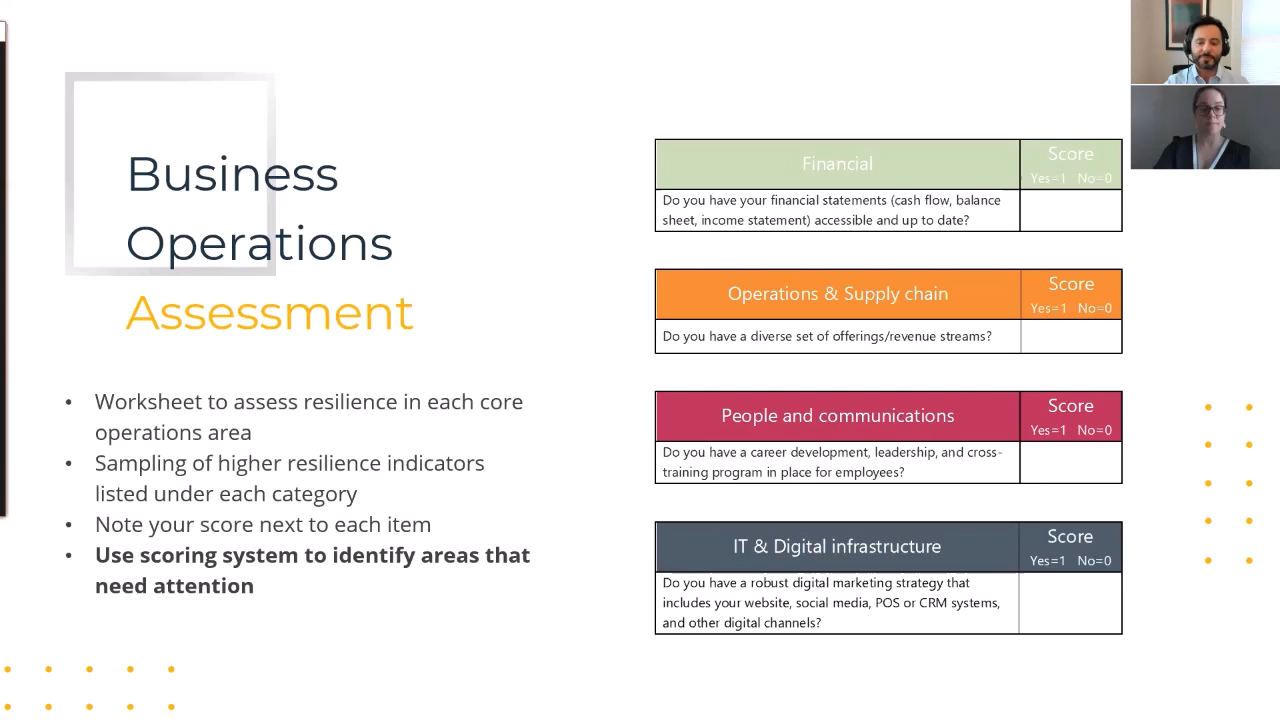 Business
Operations
Assessment
• Worksheet to assess resilience in each core
operations area
• Sampling of higher resilience indicators
listed under each category
• Note your score next to each item
• Use scoring system to identify areas that
need attention
Financial
Score
Yes=1 No=0
Do you have your financial statements (cash flow, balance
sheet, income statement) accessible and up to date?
Operations & Supply chain
Score
Yes=1 No=0
Do you have a diverse set of offerings/revenue streams?
People and communications
Score
Yes=1 No=0
Do you have a career development, leadership, and cross-
training program in place for employees?
IT & Digital infrastructure
Score
Yes=1 No=0
Do you have a robust digital marketing strategy that
includes your website, social media, POS or CRM systems,
and other digital channels?